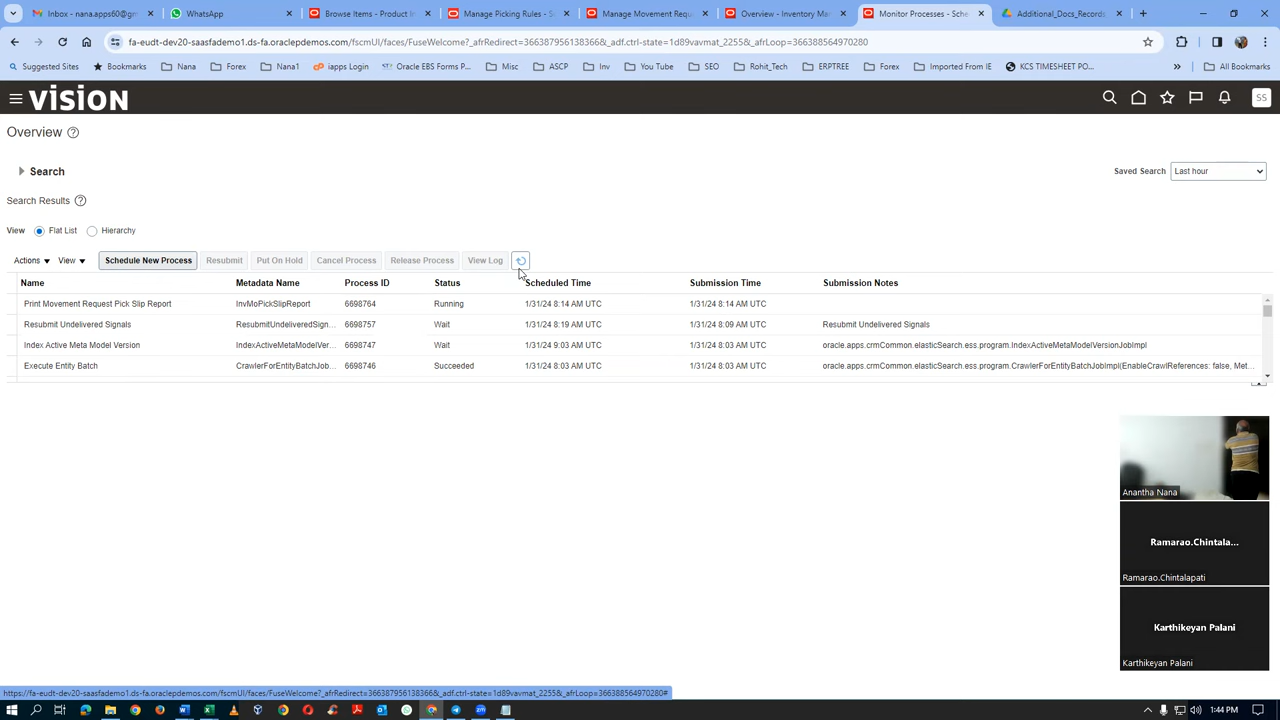 Inbox - nana.apps60@gm
WhatsApp
Browse Items - Product In
Manage Picking Rules - S
Manage Movement Requ
Overview - Inventory Man
Monitor Processes - Sche
Additional_Docs_Records
fa-eudt-dev20-saasfademo1.ds-fa.oraclepdemos.com/fscmUI/faces/FuseWelcome?_afrRedirect=3663879561383668&_adf.ctrl-state=1d89vavmat_2255&_afrLoop=366388564970280
Suggested Sites
Bookmarks
Nana
Forex
Nana1
iapps Login
Oracle EBS Forms P...
Misc
ASCP
Inv
You Tube
SEO
Rohit_Tech
ERPTREE
Forex
Imported From IE
KCS TIMESHEET PO...
All Bookmarks
VISION
SS
Overview
Search
Saved Search Last hour
Search Results
View Flat List Hierarchy
Actions View Schedule New Process Resubmit Put On Hold Cancel Process Release Process View Log
Name Metadata Name Process ID Status Scheduled Time Submission Time Submission Notes
Print Movement Request Pick Slip Report InvMoPickSlipReport 6698764 Running 1/31/24 8:14 AM UTC 1/31/24 8:14 AM UTC
Resubmit Undelivered Signals ResubmitUndeliveredSign... 6698757 Wait 1/31/24 8:19 AM UTC 1/31/24 8:09 AM UTC Resubmit Undelivered Signals
Index Active Meta Model Version IndexActiveMetaModelVer... 6698747 Wait 1/31/24 9:03 AM UTC 1/31/24 8:03 AM UTC oracle.apps.crmCommon.elasticSearch.ess.program.IndexActiveMetaModelVersionJobImpl
Execute Entity Batch CrawlerForEntityBatchJob... 6698746 Succeeded 1/31/24 8:03 AM UTC 1/31/24 8:03 AM UTC oracle.apps.crmCommon.elasticSearch.ess.program.CrawlerForEntityBatchJobImpl(EnableCrawlReferences: false, Met...
Anantha Nana
Ramarao.Chintala...
Ramarao.Chintalapati
Karthikeyan Palani
Karthikeyan Palani
https://fa-eudt-dev20-saasfademo1.ds-fa.oraclepdemos.com/fscmUI/faces/FuseWelcome?_afrRedirect=3663879561383668&_adf.ctrl-state=1d89vavmat_2255&_afrLoop=366388564970280#
1:44 PM